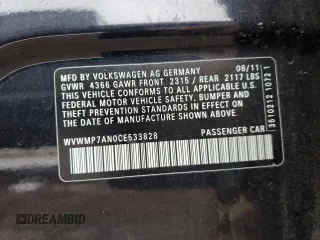 MFD BY VOLKSWAGEN AG GERMANY 08/11
GVWR 4366 GAWR FRONT 2315 / REAR 2117 LBS
THIS VEHICLE CONFORMS TO ALL APPLICABLE
FEDERAL MOTOR VEHICLE SAFETY, BUMPER,
AND THEFT PREVENTION STANDARDS IN EFFECT
ON THE DATE OF MANUFACTURE SHOWN ABOVE.
WVWMP7AN0CE533828 PASSENGER CAR
DREAMBID